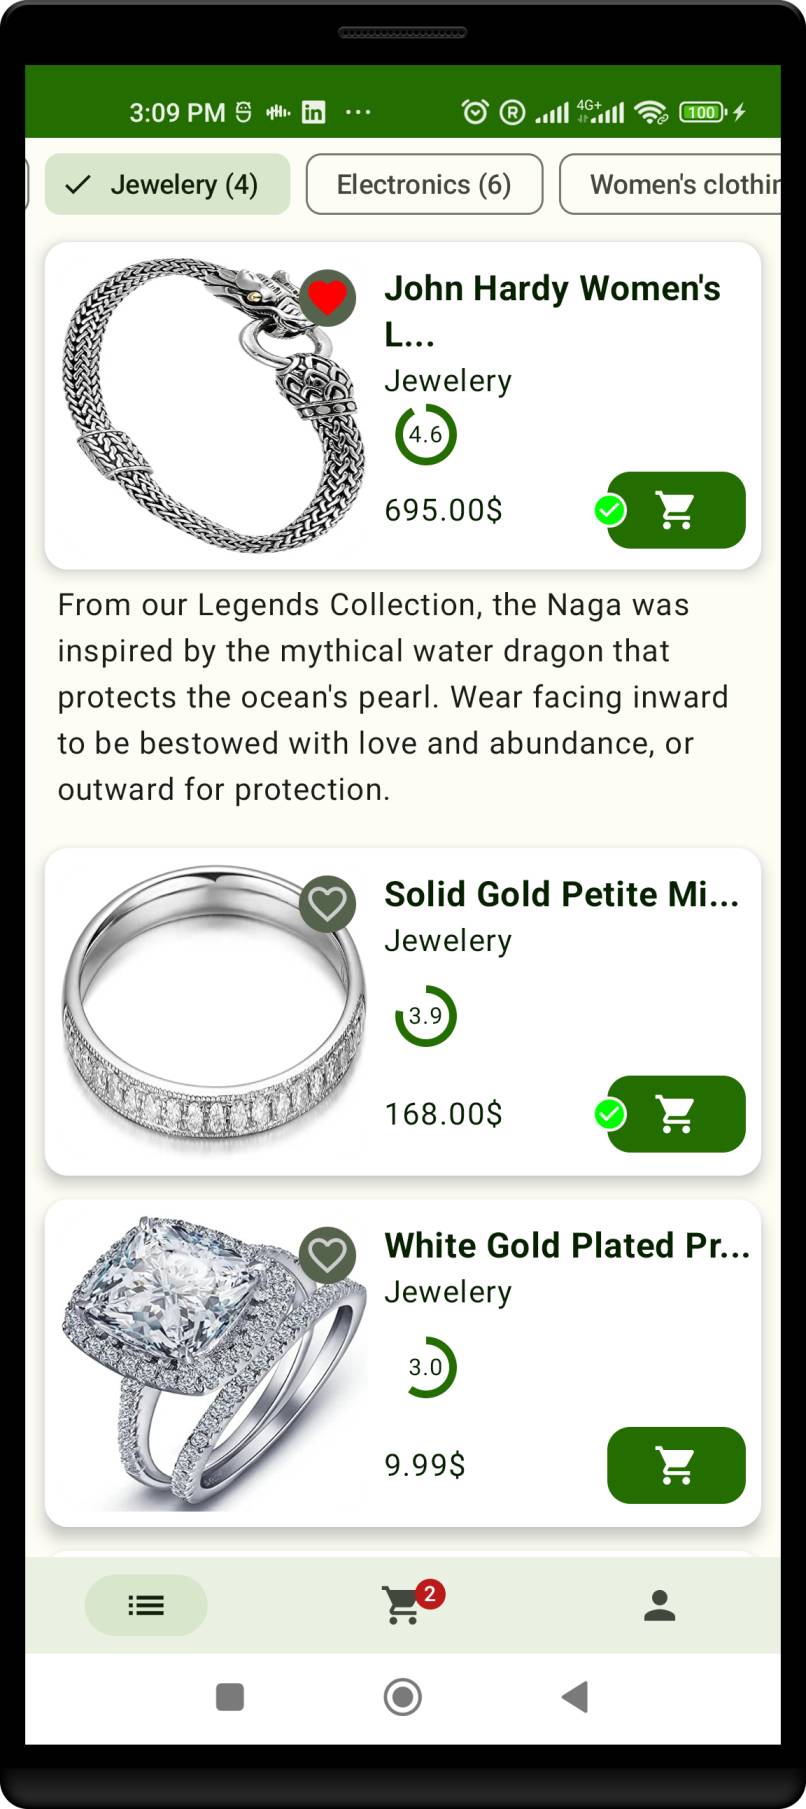 3:09 PM
4G+
100
Jewelery (4)
Electronics (6)
Women's clothin
John Hardy Women's
L...
Jewelery
4.6
695.00$
From our Legends Collection, the Naga was
inspired by the mythical water dragon that
protects the ocean's pearl. Wear facing inward
to be bestowed with love and abundance, or
outward for protection.
Solid Gold Petite Mi...
Jewelery
3.9
168.00$
White Gold Plated Pr...
Jewelery
3.0
9.99$
2